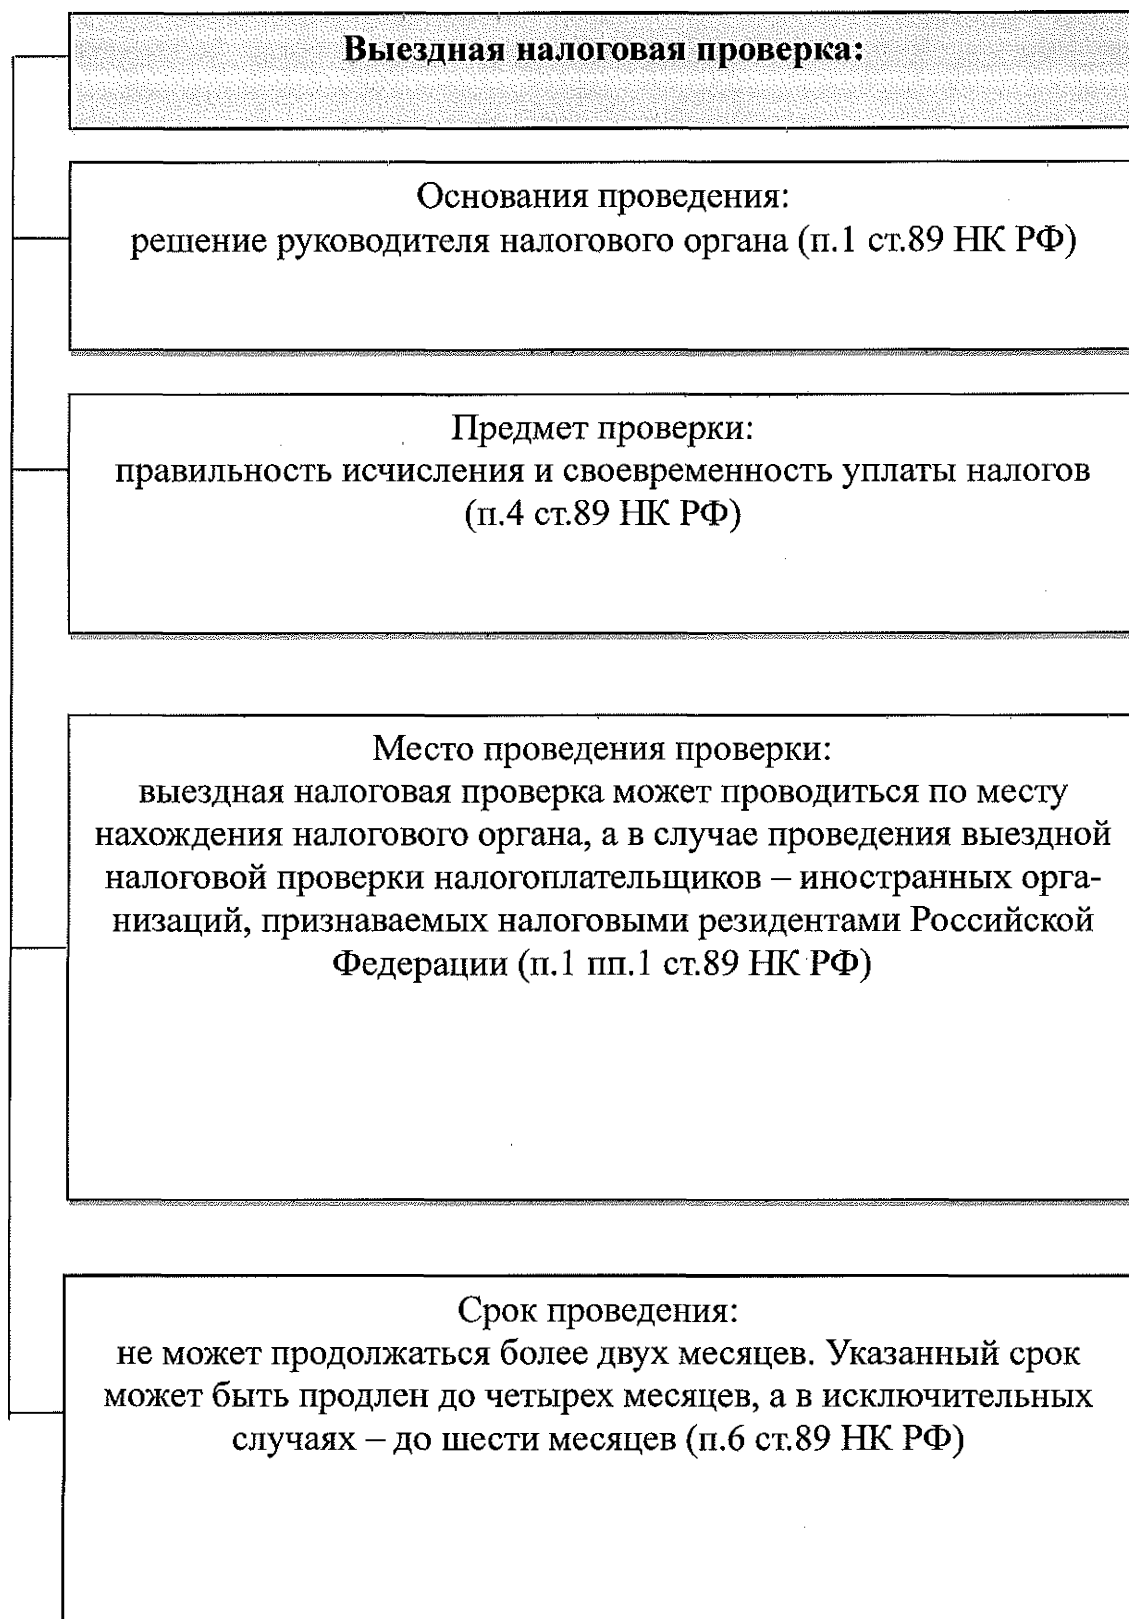 Выездная налоговая проверка:
Основания проведения:
решение руководителя налогового органа (п.1 ст.89 НК РФ)
Предмет проверки:
правильность исчисления и своевременность уплаты налогов
(п.4 ст.89 НК РФ)
Место проведения проверки:
выездная налоговая проверка может проводиться по месту
нахождения налогового органа, а в случае проведения выездной
налоговой проверки налогоплательщиков – иностранных орга-
низаций, признаваемых налоговыми резидентами Российской
Федерации (п.1 пп.1 ст.89 НК РФ)
Срок проведения:
не может продолжаться более двух месяцев. Указанный срок
может быть продлен до четырех месяцев, а в исключительных
случаях – до шести месяцев (п.6 ст.89 НК РФ)